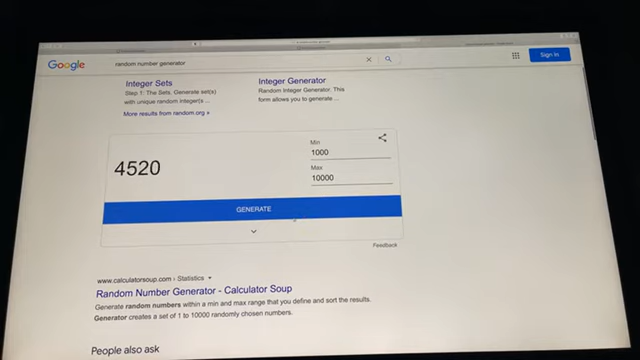 Google
random number generator
Sign in
Integer Sets
Step 1: The Sets. Generate set(s)
with unique random integer(s ...
More results from random.org »
Integer Generator
Random Integer Generator. This
form allows you to generate ...
4520
Min
1000
Max
10000
GENERATE
Feedback
www.calculatorsoup.com › Statistics
Random Number Generator - Calculator Soup
Generate random numbers within a min and max range that you define and sort the results.
Generator creates a set of 1 to 10000 randomly chosen numbers.
People also ask